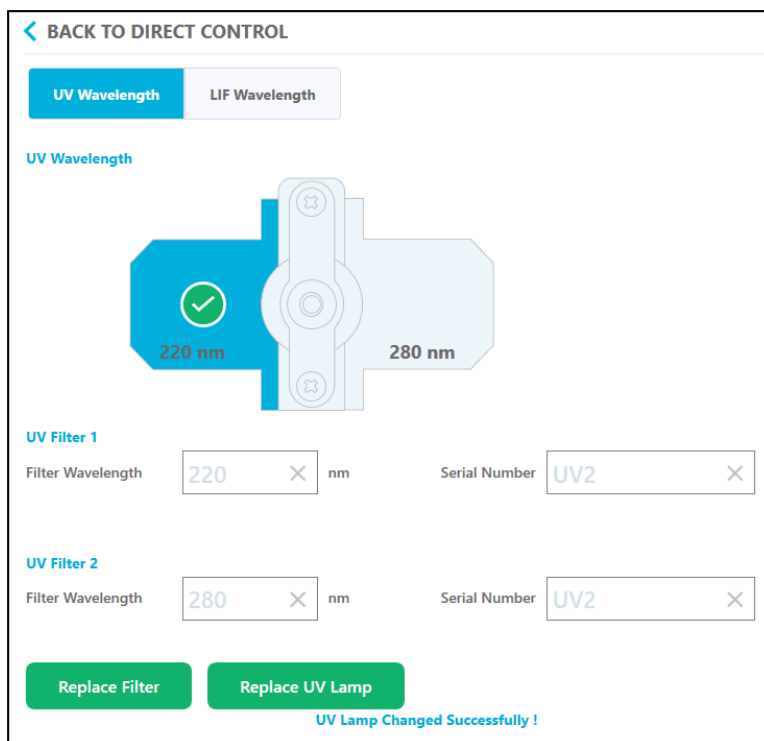 BACK TO DIRECT CONTROL
UV Wavelength LIF Wavelength
UV Wavelength
220 nm 280 nm
UV Filter 1
Filter Wavelength 220 nm Serial Number UV2
UV Filter 2
Filter Wavelength 280 nm Serial Number UV2
Replace Filter Replace UV Lamp
UV Lamp Changed Successfully !